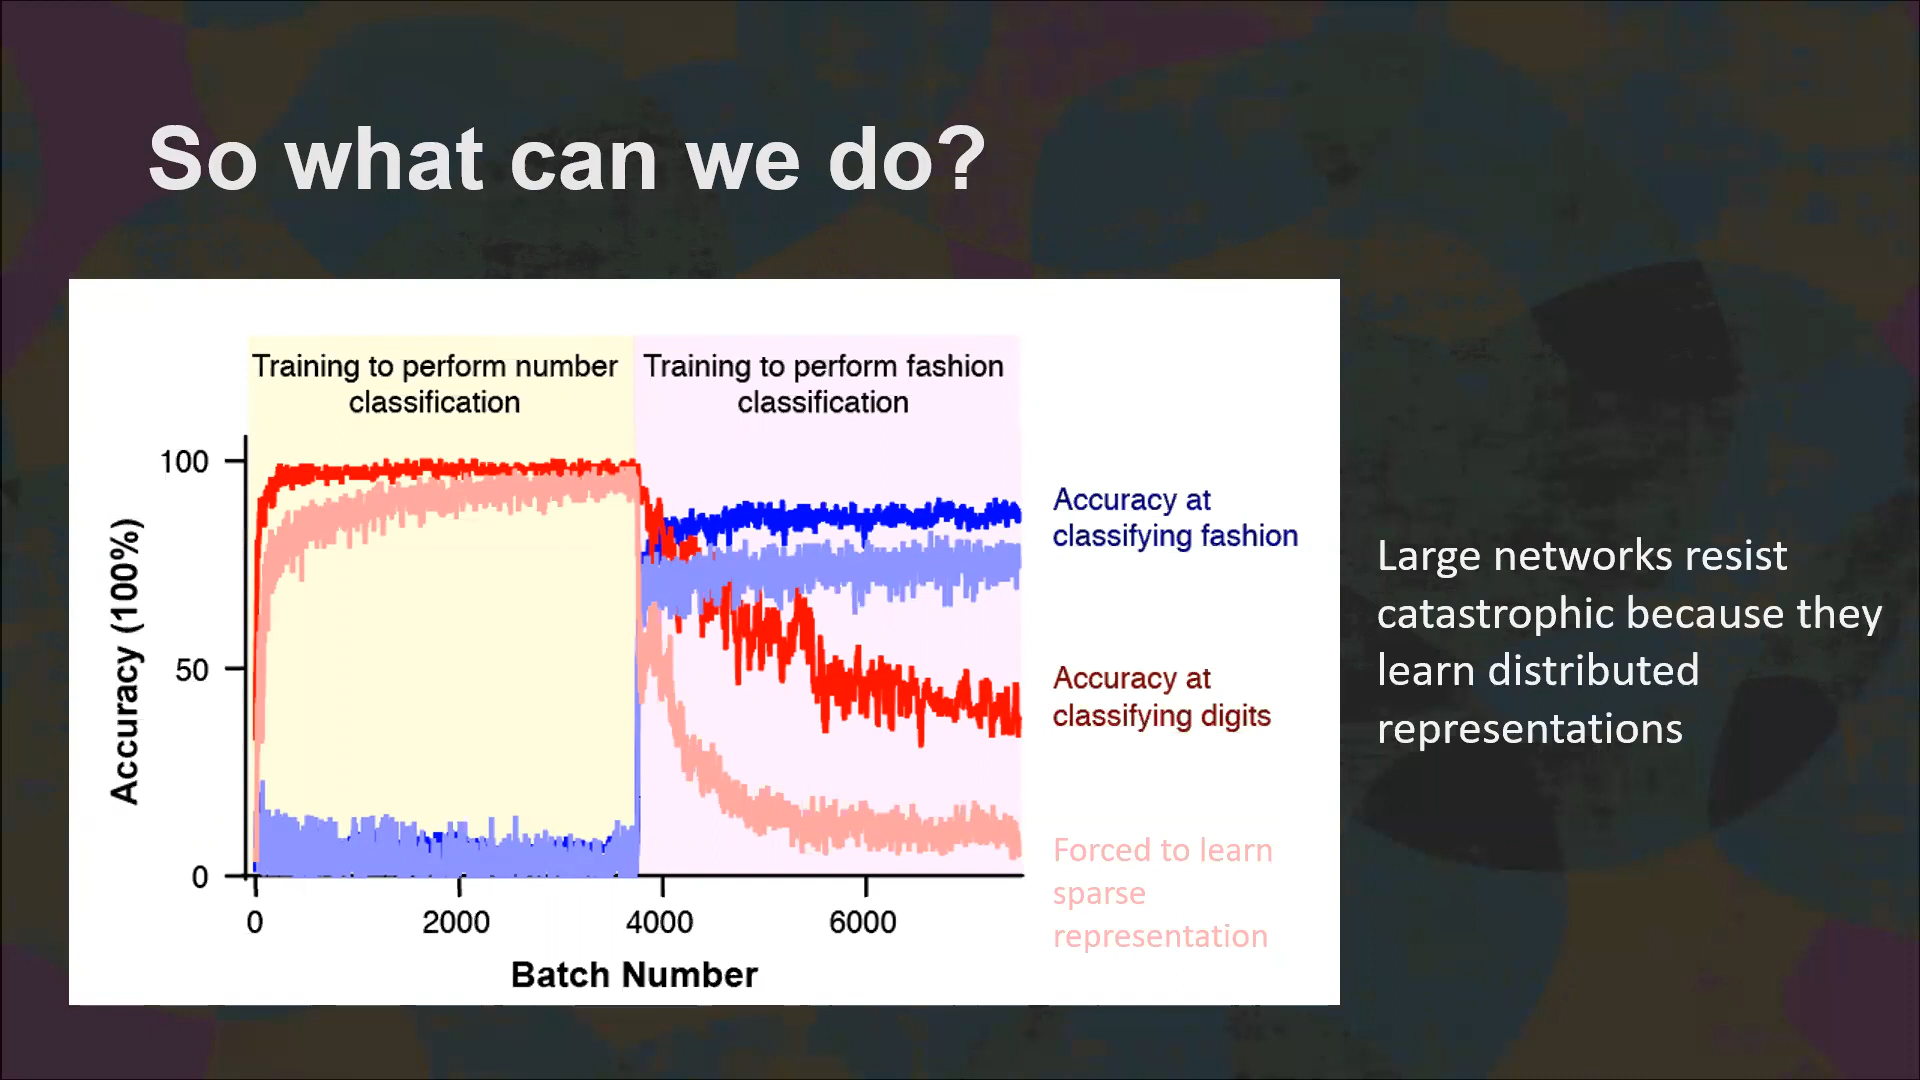 So what can we do?
Training to perform number
classification
Training to perform fashion
classification
100
50
0
Accuracy (100%)
0
2000
4000
6000
Batch Number
Accuracy at
classifying fashion
Accuracy at
classifying digits
Forced to learn
sparse
representation
Large networks resist
catastrophic because they
learn distributed
representations